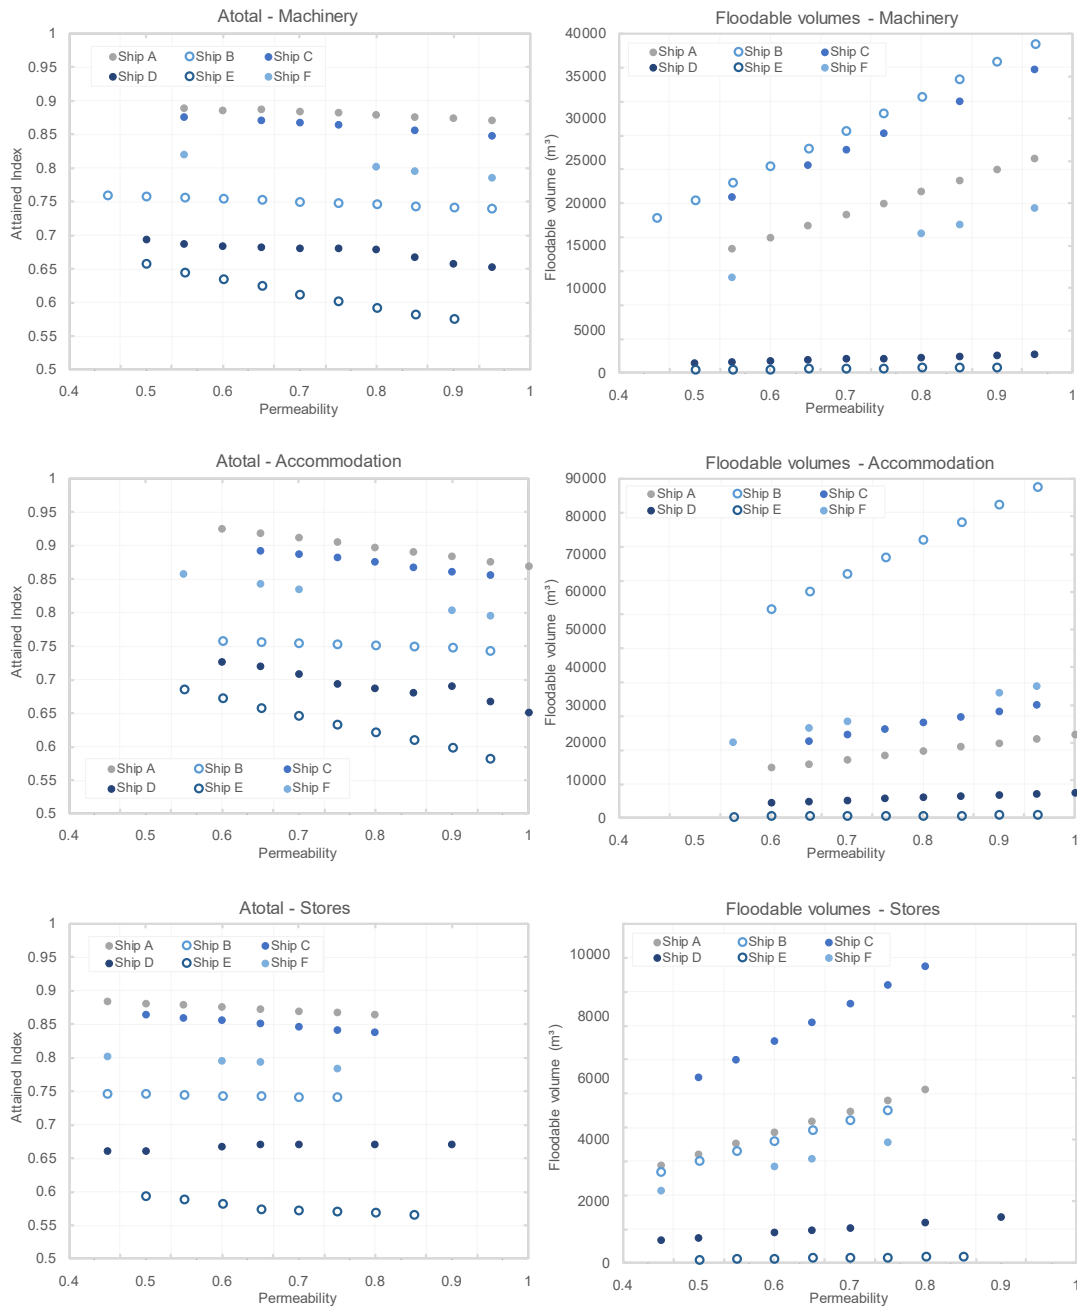 Atotal - Machinery
1
0.95
0.9
0.85
0.8
0.75
0.7
0.65
0.6
0.55
0.5
Attained Index
Ship A Ship B Ship C
Ship D Ship E Ship F
0.4 0.5 0.6 0.7 0.8 0.9 1
Permeability
Floodable volumes - Machinery
40000
35000
30000
25000
20000
15000
10000
5000
0
Floodable volume (m³)
Ship A Ship B Ship C
Ship D Ship E Ship F
0.4 0.5 0.6 0.7 0.8 0.9 1
Permeability
Atotal - Accommodation
1
0.95
0.9
0.85
0.8
0.75
0.7
0.65
0.6
0.55
0.5
Attained Index
Ship A Ship B Ship C
Ship D Ship E Ship F
0.4 0.5 0.6 0.7 0.8 0.9 1
Permeability
Floodable volumes - Accommodation
90000
80000
70000
60000
50000
40000
30000
20000
10000
0
Floodable volume (m³)
Ship A Ship B Ship C
Ship D Ship E Ship F
0.4 0.5 0.6 0.7 0.8 0.9 1
Permeability
Atotal - Stores
1
0.95
0.9
0.85
0.8
0.75
0.7
0.65
0.6
0.55
0.5
Attained Index
Ship A Ship B Ship C
Ship D Ship E Ship F
0.4 0.5 0.6 0.7 0.8 0.9 1
Permeability
Floodable volumes - Stores
10000
8000
6000
4000
2000
0
Floodable volume (m³)
Ship A Ship B Ship C
Ship D Ship E Ship F
0.4 0.5 0.6 0.7 0.8 0.9 1
Permeability